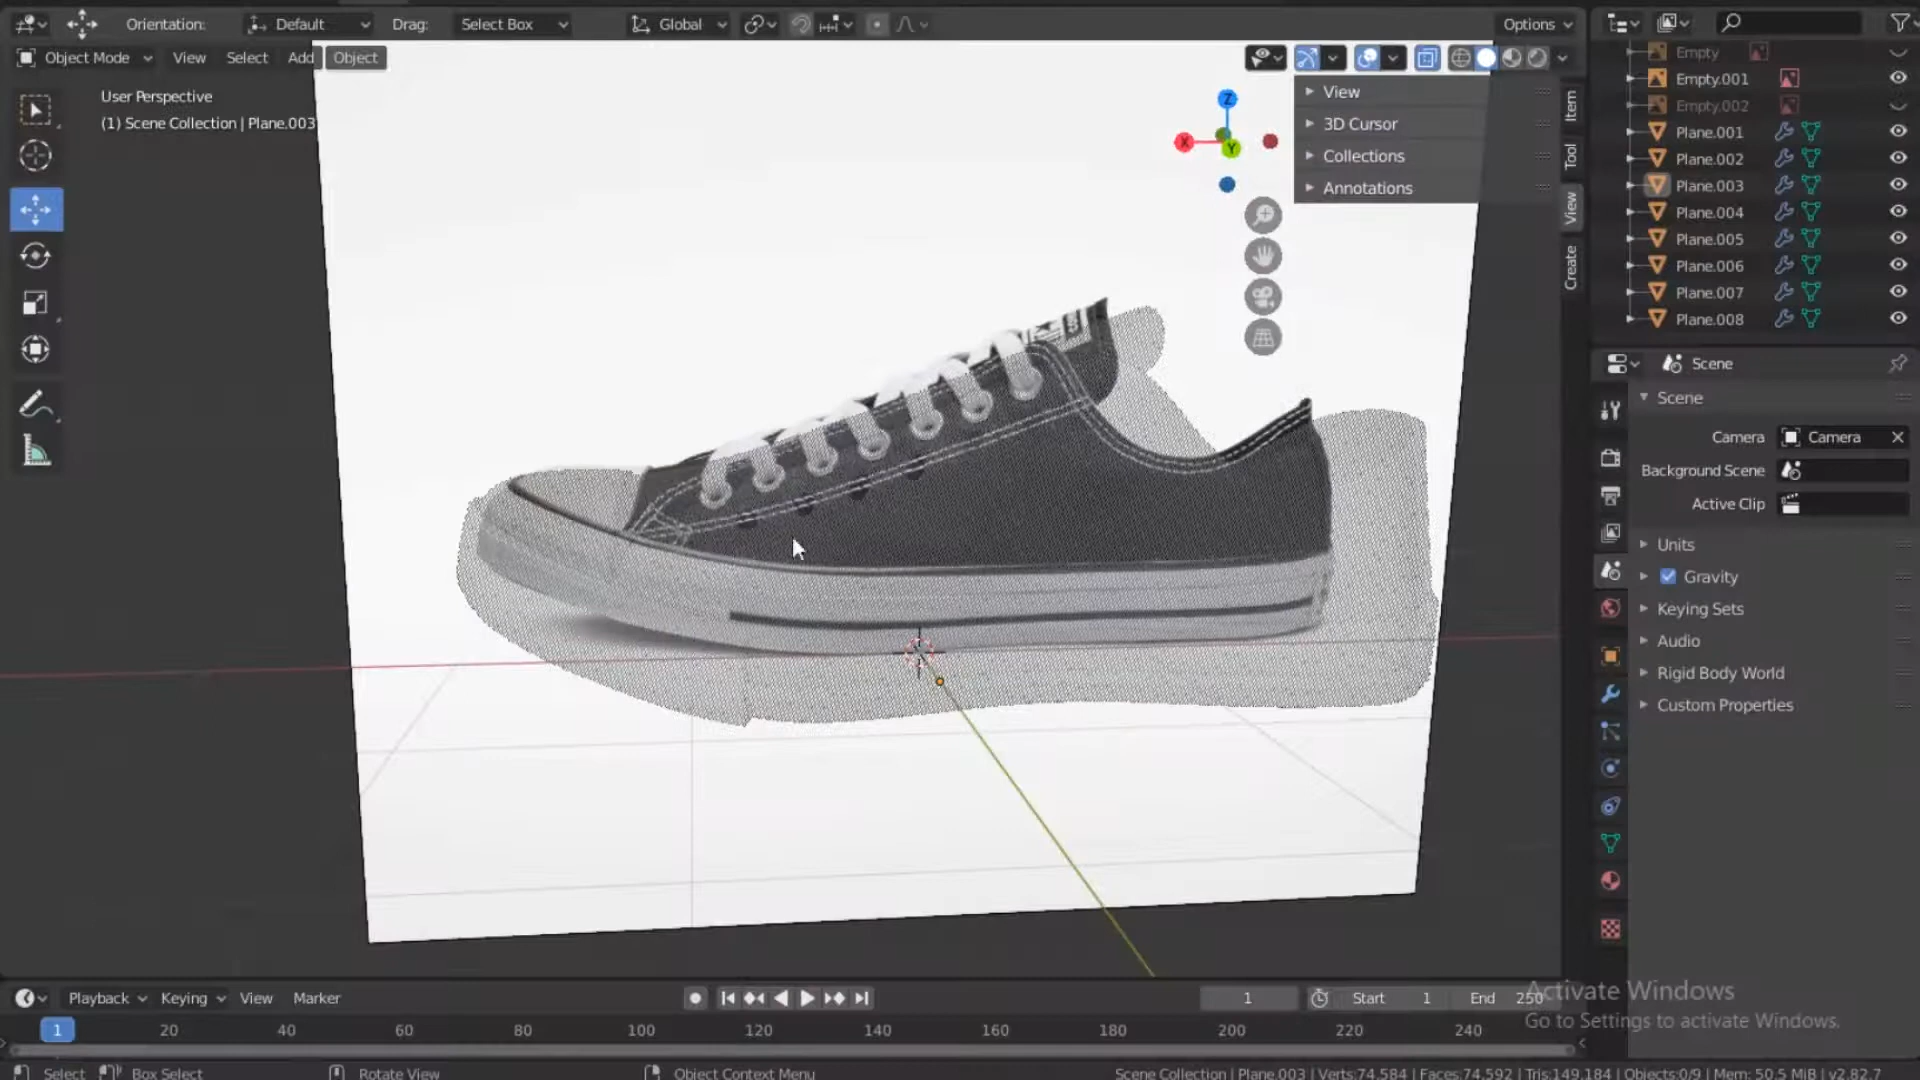 Orientation: Default Drag: Select Box Global Options
Object Mode View Select Add Object
User Perspective
(1) Scene Collection | Plane.003
Z
X
Y
View
3D Cursor
Collections
Annotations
Item
Tool
View
Create
Empty
Empty.001
Empty.002
Plane.001
Plane.002
Plane.003
Plane.004
Plane.005
Plane.006
Plane.007
Plane.008
Scene
Scene
Camera Camera
Background Scene
Active Clip
Units
Gravity
Keying Sets
Audio
Rigid Body World
Custom Properties
Playback Keying View Marker 1 Start 1 End 250
1 20 40 60 80 100 120 140 160 180 200 220 240
Activate Windows
Go to Settings to activate Windows.
Select Box Select Rotate View Object Context Menu Scene Collection | Plane.003 | Verts:74,584 | Faces:74,592 | Tris:149,184 | Objects:0/9 | Mem: 50.5 MiB | v2.82.7